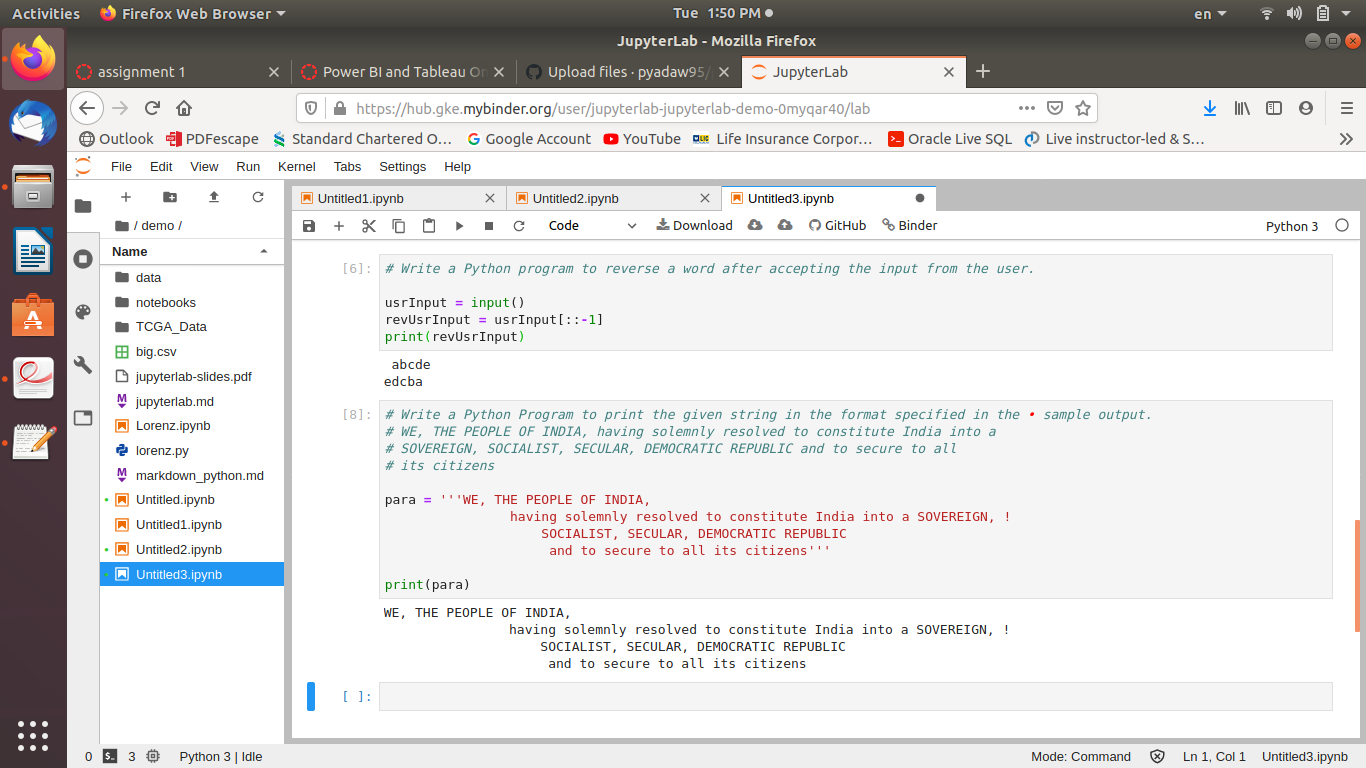 Activities Firefox Web Browser Tue 1:50 PM en
JupyterLab - Mozilla Firefox
assignment 1 Power BI and Tableau On Upload files · pyadaw95/ JupyterLab
https://hub.gke.mybinder.org/user/jupyterlab-jupyterlab-demo-0myqar40/lab
Outlook PDFescape Standard Chartered O… Google Account YouTube LIC Life Insurance Corpor… Oracle Live SQL Live instructor-led & S…
File Edit View Run Kernel Tabs Settings Help
Untitled1.ipynb Untitled2.ipynb Untitled3.ipynb
/ demo / Code Download GitHub Binder Python 3
Name
data
notebooks
TCGA_Data
big.csv
jupyterlab-slides.pdf
jupyterlab.md
Lorenz.ipynb
lorenz.py
markdown_python.md
Untitled.ipynb
Untitled1.ipynb
Untitled2.ipynb
Untitled3.ipynb
[6]: # Write a Python program to reverse a word after accepting the input from the user.
usrInput = input()
revUsrInput = usrInput[::-1]
print(revUsrInput)
abcde
edcba
[8]: # Write a Python Program to print the given string in the format specified in the • sample output.
# WE, THE PEOPLE OF INDIA, having solemnly resolved to constitute India into a
# SOVEREIGN, SOCIALIST, SECULAR, DEMOCRATIC REPUBLIC and to secure to all
# its citizens
para = '''WE, THE PEOPLE OF INDIA,
having solemnly resolved to constitute India into a SOVEREIGN, !
SOCIALIST, SECULAR, DEMOCRATIC REPUBLIC
and to secure to all its citizens'''
print(para)
WE, THE PEOPLE OF INDIA,
having solemnly resolved to constitute India into a SOVEREIGN, !
SOCIALIST, SECULAR, DEMOCRATIC REPUBLIC
and to secure to all its citizens
[ ]:
0 3 Python 3 | Idle Mode: Command Ln 1, Col 1 Untitled3.ipynb